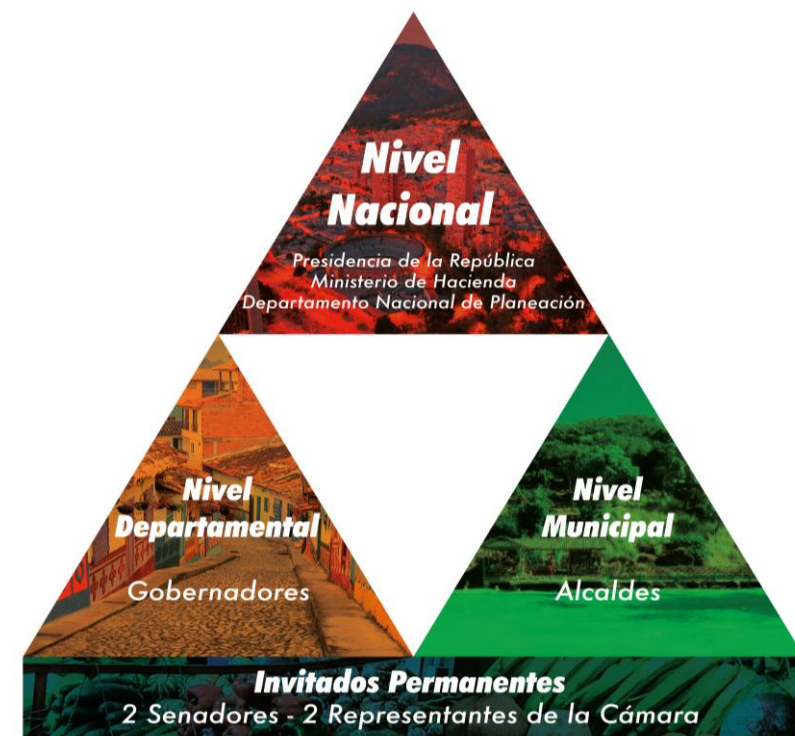 Nivel
Nacional
Presidencia de la República
Ministerio de Hacienda
Departamento Nacional de Planeación
Nivel
Departamental
Gobernadores
Nivel
Municipal
Alcaldes
Invitados Permanentes
2 Senadores - 2 Representantes de la Cámara